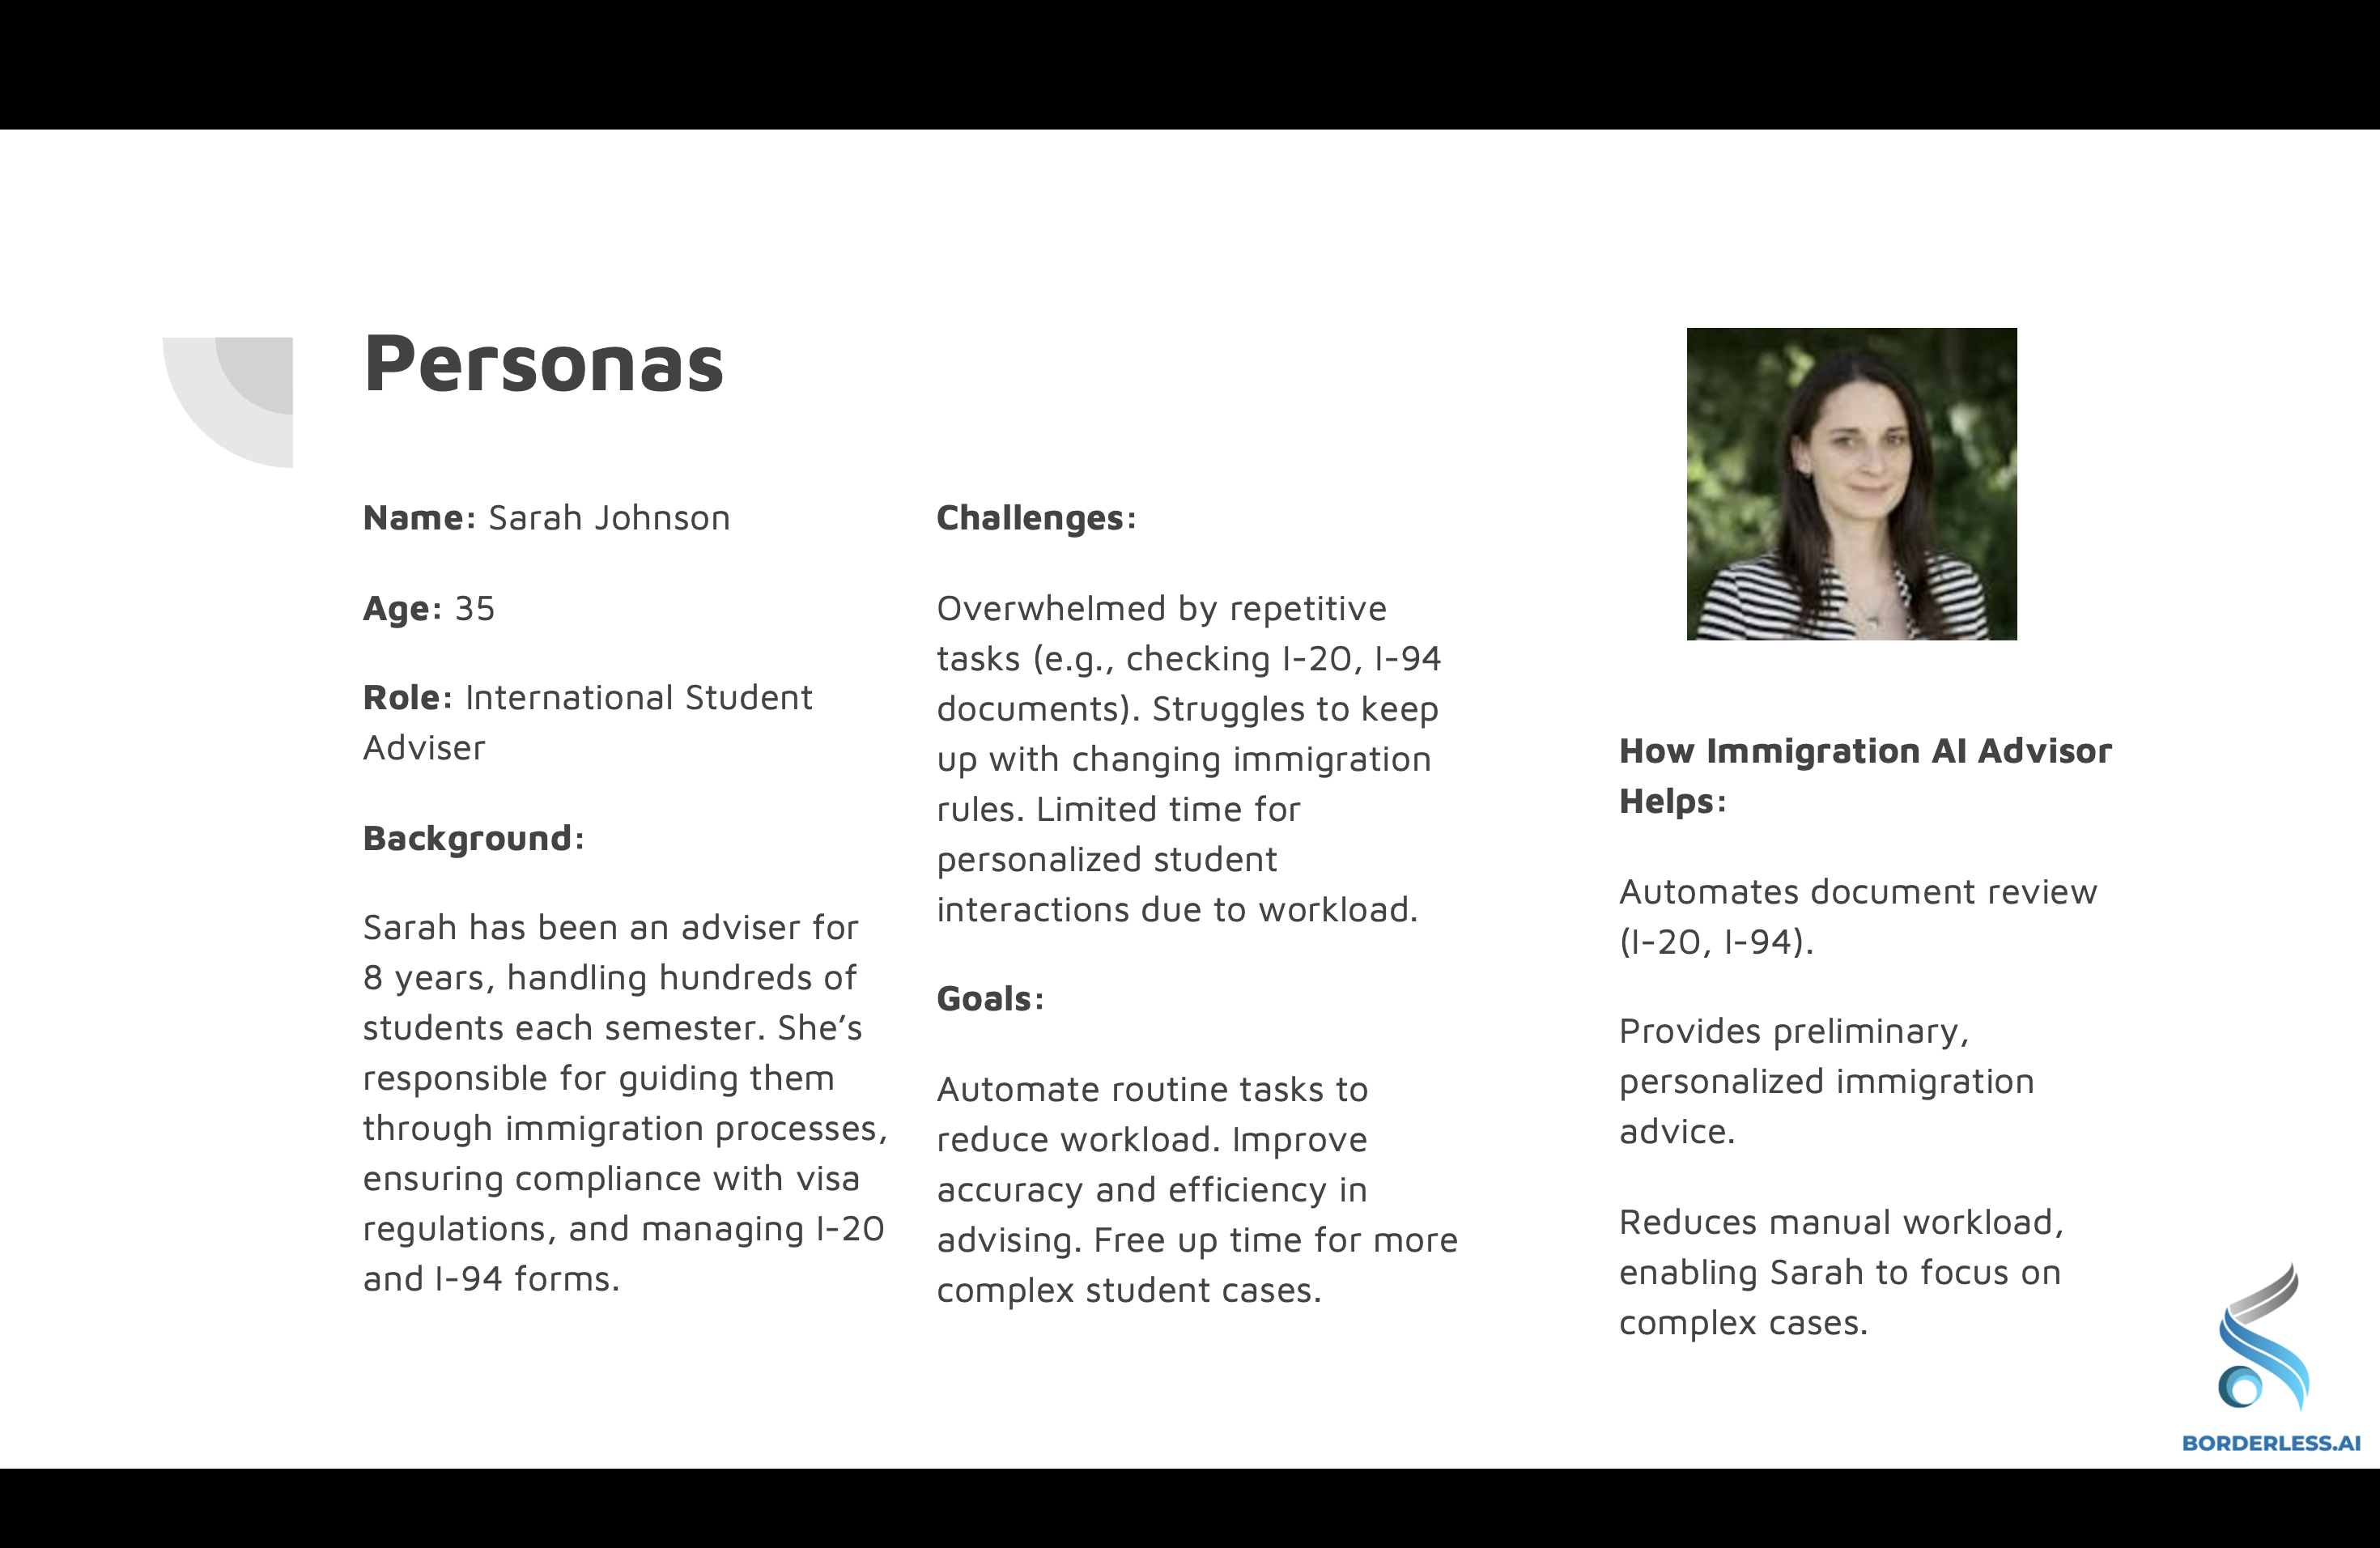 Personas
Name: Sarah Johnson
Age: 35
Role: International Student
Adviser
Background:
Sarah has been an adviser for
8 years, handling hundreds of
students each semester. She’s
responsible for guiding them
through immigration processes,
ensuring compliance with visa
regulations, and managing I-20
and I-94 forms.
Challenges:
Overwhelmed by repetitive
tasks (e.g., checking I-20, I-94
documents). Struggles to keep
up with changing immigration
rules. Limited time for
personalized student
interactions due to workload.
Goals:
Automate routine tasks to
reduce workload. Improve
accuracy and efficiency in
advising. Free up time for more
complex student cases.
How Immigration AI Advisor
Helps:
Automates document review
(I-20, I-94).
Provides preliminary,
personalized immigration
advice.
Reduces manual workload,
enabling Sarah to focus on
complex cases.
BORDERLESS.AI